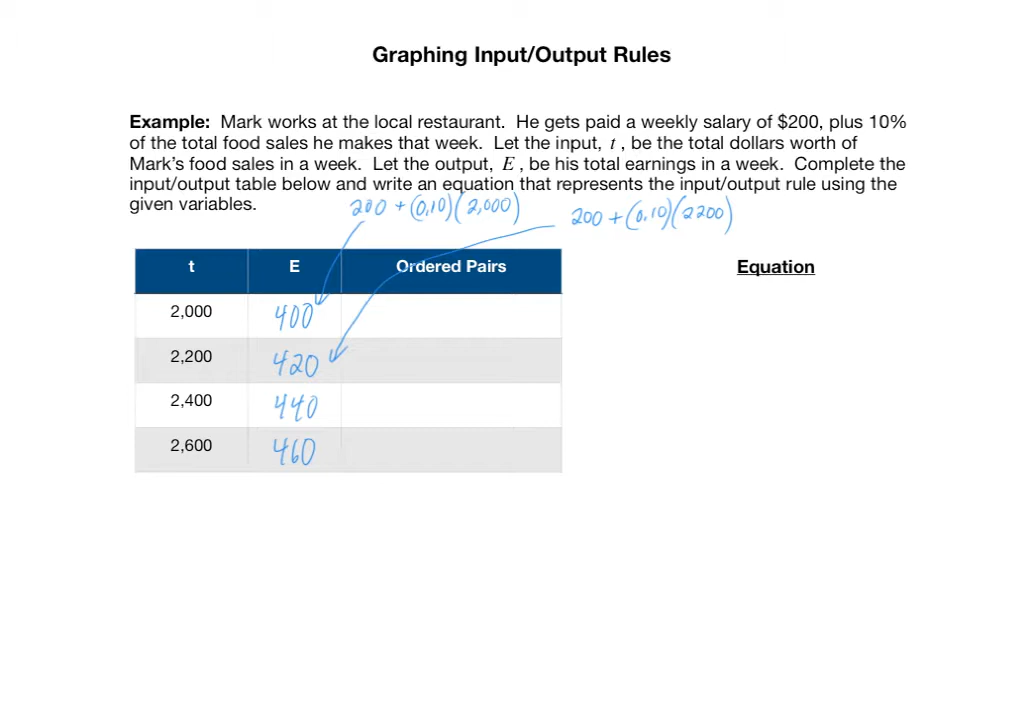 Graphing Input/Output Rules
Example: Mark works at the local restaurant. He gets paid a weekly salary of $200, plus 10%
of the total food sales he makes that week. Let the input, t , be the total dollars worth of
Mark's food sales in a week. Let the output, E , be his total earnings in a week. Complete the
input/output table below and write an equation that represents the input/output rule using the
given variables.
200 + (0.10)(2,000)
200 + (0.10)(2200)
t E Ordered Pairs
Equation
2,000 400
2,200 420
2,400 440
2,600 460